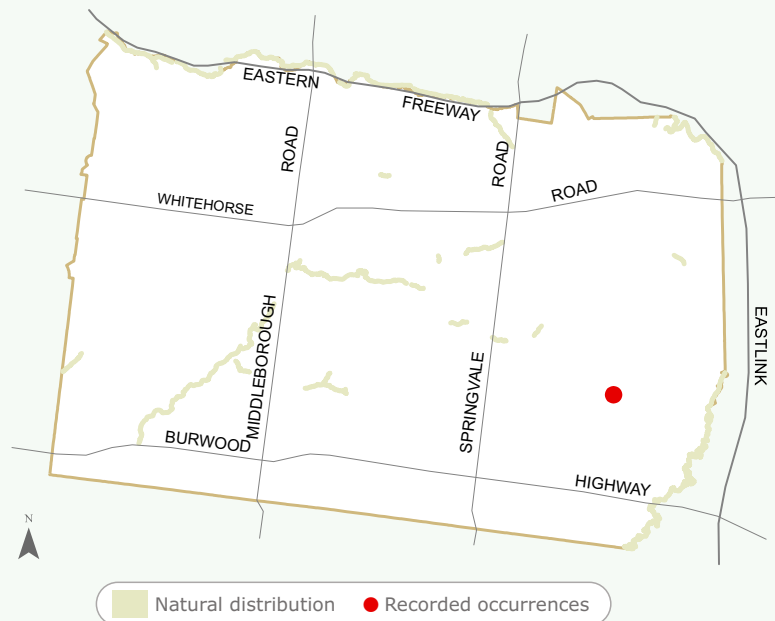 EASTERN
FREEWAY
ROAD
ROAD
WHITEHORSE
ROAD
MIDDLEBOROUGH
EASTLINK
SPRINGVALE
BURWOOD
HIGHWAY
N
Natural distribution
Recorded occurrences